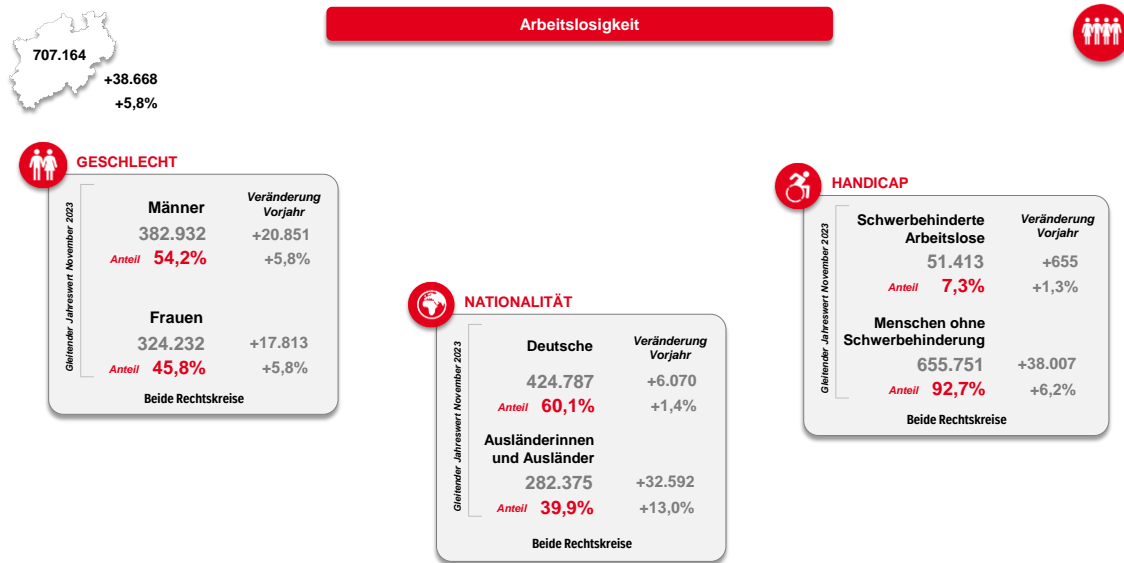 Arbeitslosigkeit
707.164
+38.668
+5,8%
GESCHLECHT
Gleitender Jahreswert November 2023
Männer
Veränderung
Vorjahr
382.932
+20.851
Anteil 54,2%
+5,8%
Frauen
324.232
+17.813
Anteil 45,8%
+5,8%
Beide Rechtskreise
NATIONALITÄT
Gleitender Jahreswert November 2023
Deutsche
Veränderung
Vorjahr
424.787
+6.070
Anteil 60,1%
+1,4%
Ausländerinnen
und Ausländer
282.375
+32.592
Anteil 39,9%
+13,0%
Beide Rechtskreise
HANDICAP
Gleitender Jahreswert November 2023
Schwerbehinderte
Arbeitslose
Veränderung
Vorjahr
51.413
+655
Anteil 7,3%
+1,3%
Menschen ohne
Schwerbehinderung
655.751
+38.007
Anteil 92,7%
+6,2%
Beide Rechtskreise